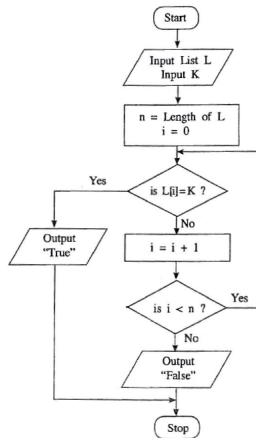 Start
Input List L
Input K
n = Length of L
i = 0
Yes
is L[i]=K ?
No
Output
"True"
i = i + 1
is i < n ?
Yes
No
Output
"False"
Stop